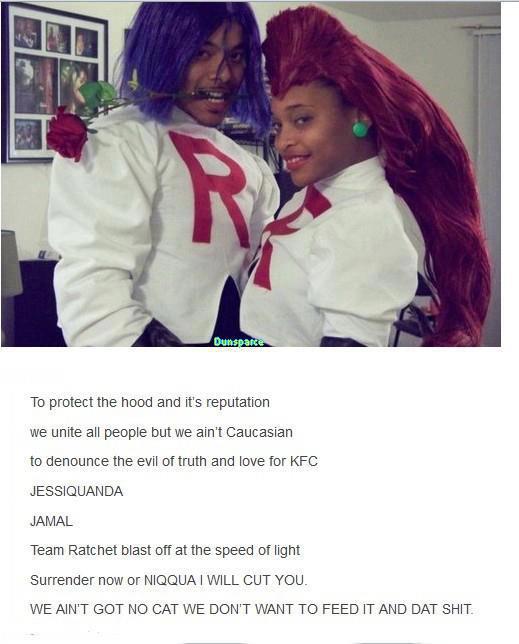 R
R
Dunsparce
To protect the hood and it's reputation
we unite all people but we ain't Caucasian
to denounce the evil of truth and love for KFC
JESSIQUANDA
JAMAL
Team Ratchet blast off at the speed of light
Surrender now or NIQQUA I WILL CUT YOU.
WE AIN'T GOT NO CAT WE DON'T WANT TO FEED IT AND DAT SHIT.